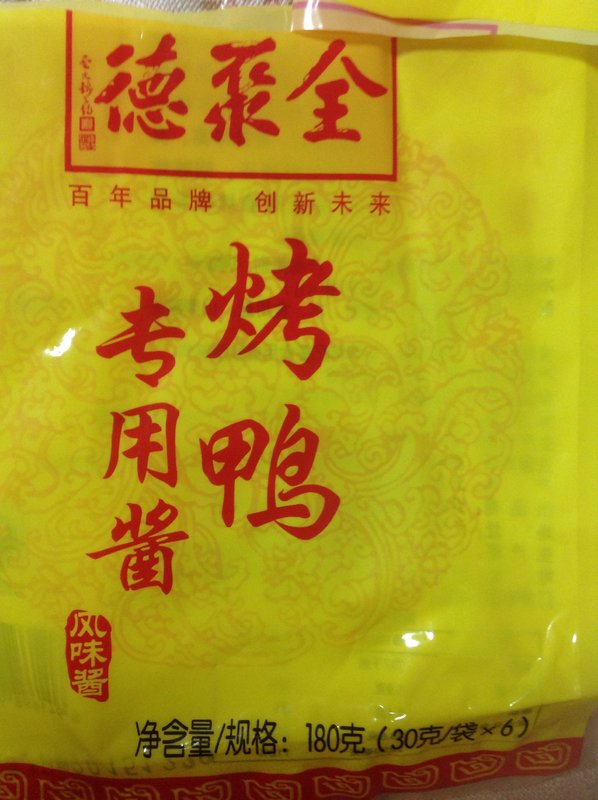 全聚德
百年品牌 创新未来
烤鸭
专用酱
风味酱
净含量/规格：180克（30克/袋×6）